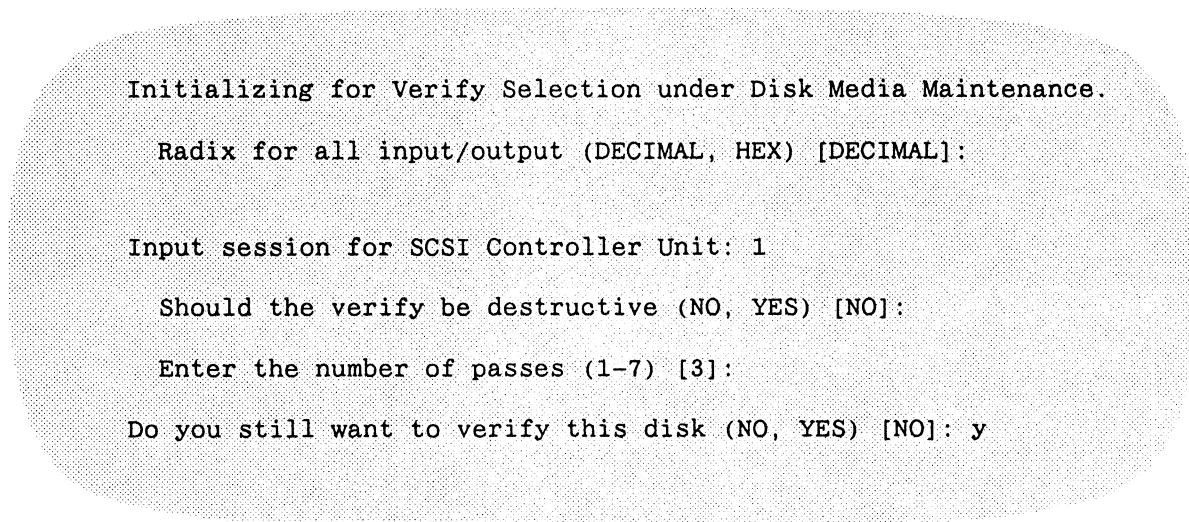 Initializing for Verify Selection under Disk Media Maintenance.
Radix for all input/output (DECIMAL, HEX) [DECIMAL]:
Input session for SCSI Controller Unit: 1
Should the verify be destructive (NO, YES) [NO]:
Enter the number of passes (1-7) [3]:
Do you still want to verify this disk (NO, YES) [NO]: y